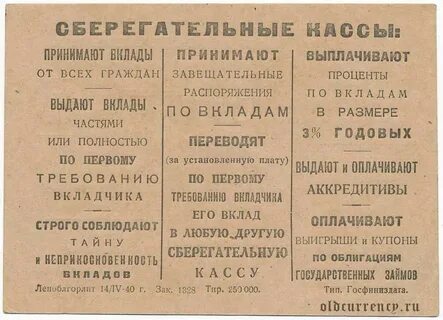 СБЕРЕГАТЕЛЬНЫЕ КАССЫ:
ПРИНИМАЮТ ВКЛАДЫ
ОТ ВСЕХ ГРАЖДАН
ВЫДАЮТ ВКЛАДЫ
ЧАСТЯМИ
ИЛИ ПОЛНОСТЬЮ
ПО ПЕРВОМУ
ТРЕБОВАНИЮ
ВКЛАДЧИКА
СТРОГО СОБЛЮДАЮТ
ТАЙНУ
И НЕПРИКОСНОВЕННОСТЬ
ВКЛАДОВ
ПРИНИМАЮТ
ЗАВЕЩАТЕЛЬНЫЕ
РАСПОРЯЖЕНИЯ
ПО ВКЛАДАМ
ПЕРЕВОДЯТ
(за установленную плату)
ПО ПЕРВОМУ
ТРЕБОВАНИЮ ВКЛАДЧИКА
ЕГО ВКЛАД
В ЛЮБУЮ ДРУГУЮ
СБЕРЕГАТЕЛЬНУЮ
КАССУ
ВЫПЛАЧИВАЮТ
ПРОЦЕНТЫ
ПО ВКЛАДАМ
В РАЗМЕРЕ
3% ГОДОВЫХ
ВЫДАЮТ И ОПЛАЧИВАЮТ
АККРЕДИТИВЫ
ОПЛАЧИВАЮТ
ВЫИГРЫШИ И КУПОНЫ
ПО ОБЛИГАЦИЯМ
ГОСУДАРСТВЕННЫХ ЗАЙМОВ
Леноблгорлит 14/IV-40 г. Зак. 1328 Тир. 250000. Тип. Госфиниздата.
oldcurrency.ru